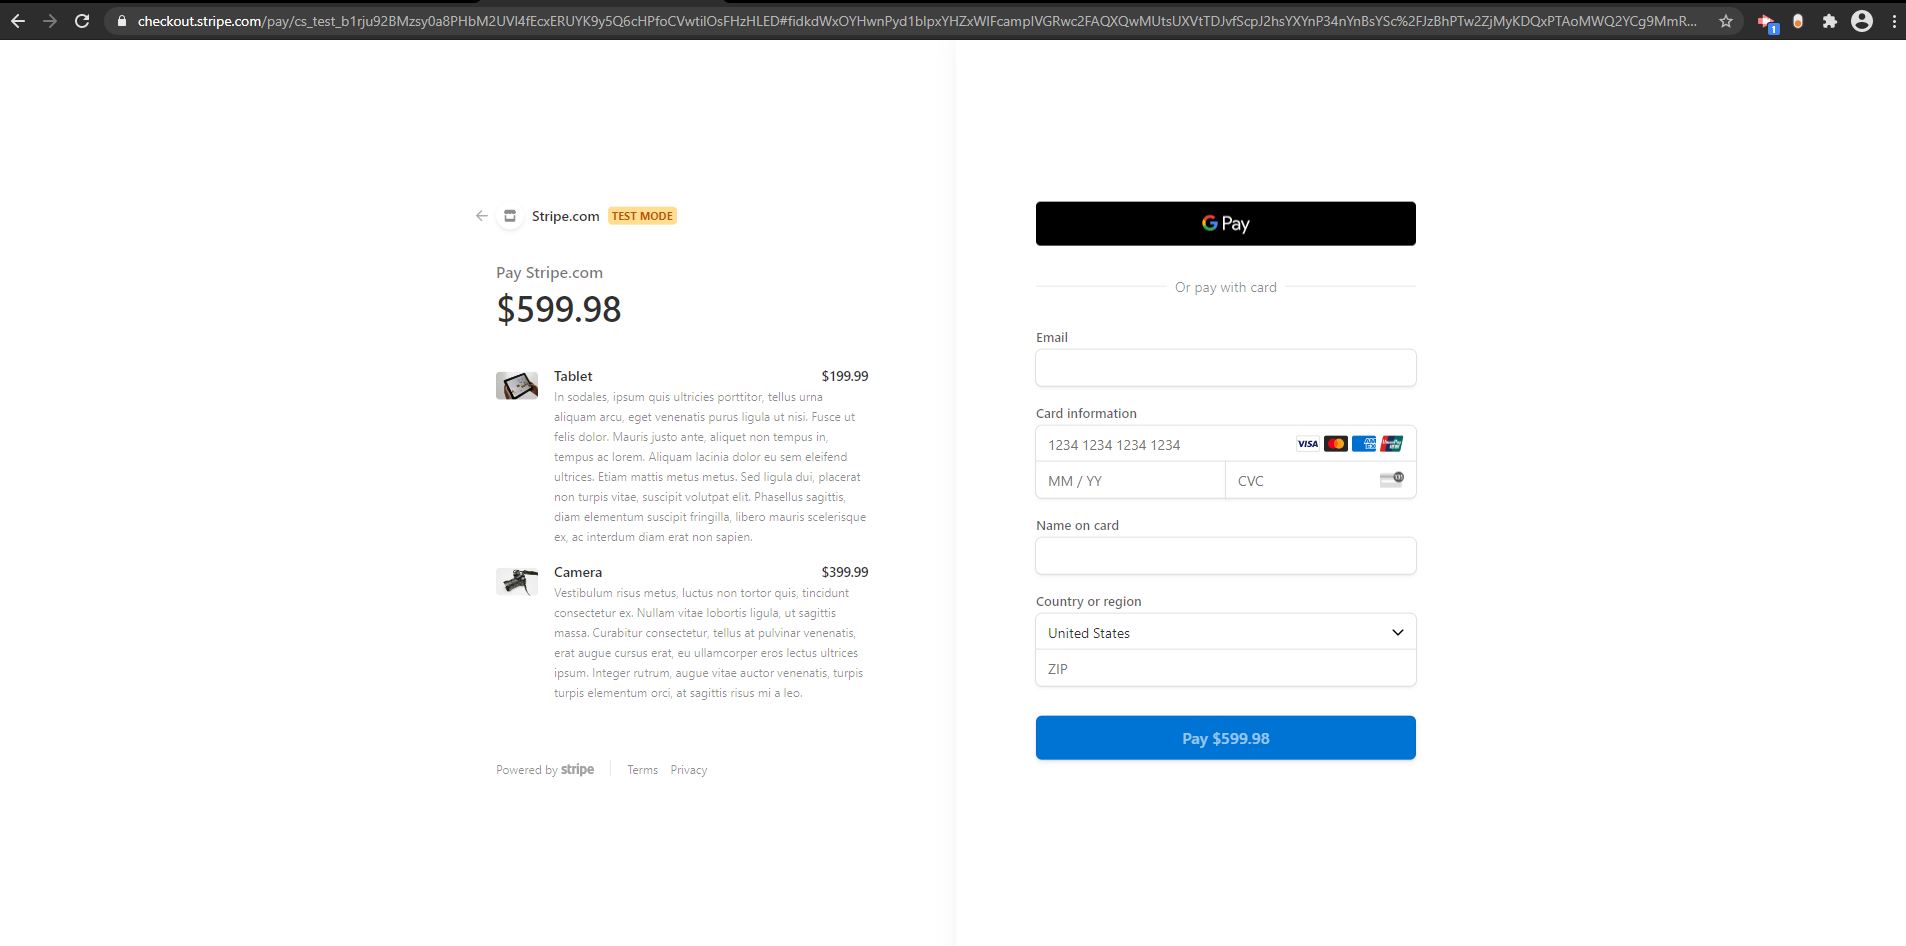 checkout.stripe.com/pay/cs_test_b1rju92BMzsy0a8PHbM2UVl4fEcxERUYK9y5Q6cHPfoCVwtilOsFHzHLED#fidkdWxOYHwnPyd1blpxYHZxWlFcamplVGRwc2FAQXQwMUtsUXVtTDJvfScpJ2hsYXYnP34nYnBsYSc%2FJzBhPTw2ZjMyKDQxPTAoMWQ2YCg9MmR...
1
Stripe.com TEST MODE
Pay Stripe.com
$599.98
Tablet $199.99
In sodales, ipsum quis ultricies porttitor, tellus urna
aliquam arcu, eget venenatis purus ligula ut nisi. Fusce ut
felis dolor. Mauris justo ante, aliquet non tempus in,
tempus ac lorem. Aliquam lacinia dolor eu sem eleifend
ultrices. Etiam mattis metus metus. Sed ligula dui, placerat
non turpis vitae, suscipit volutpat elit. Phasellus sagittis,
diam elementum suscipit fringilla, libero mauris scelerisque
ex, ac interdum diam erat non sapien.
Camera $399.99
Vestibulum risus metus, luctus non tortor quis, tincidunt
consectetur ex. Nullam vitae lobortis ligula, ut sagittis
massa. Curabitur consectetur, tellus at pulvinar venenatis,
erat augue cursus erat, eu ullamcorper eros lectus ultrices
ipsum. Integer rutrum, augue vitae auctor venenatis, turpis
turpis elementum orci, at sagittis risus mi a leo.
Powered by stripe Terms Privacy
G Pay
Or pay with card
Email
Card information
1234 1234 1234 1234 VISA
MM / YY CVC
Name on card
Country or region
United States
ZIP
Pay $599.98